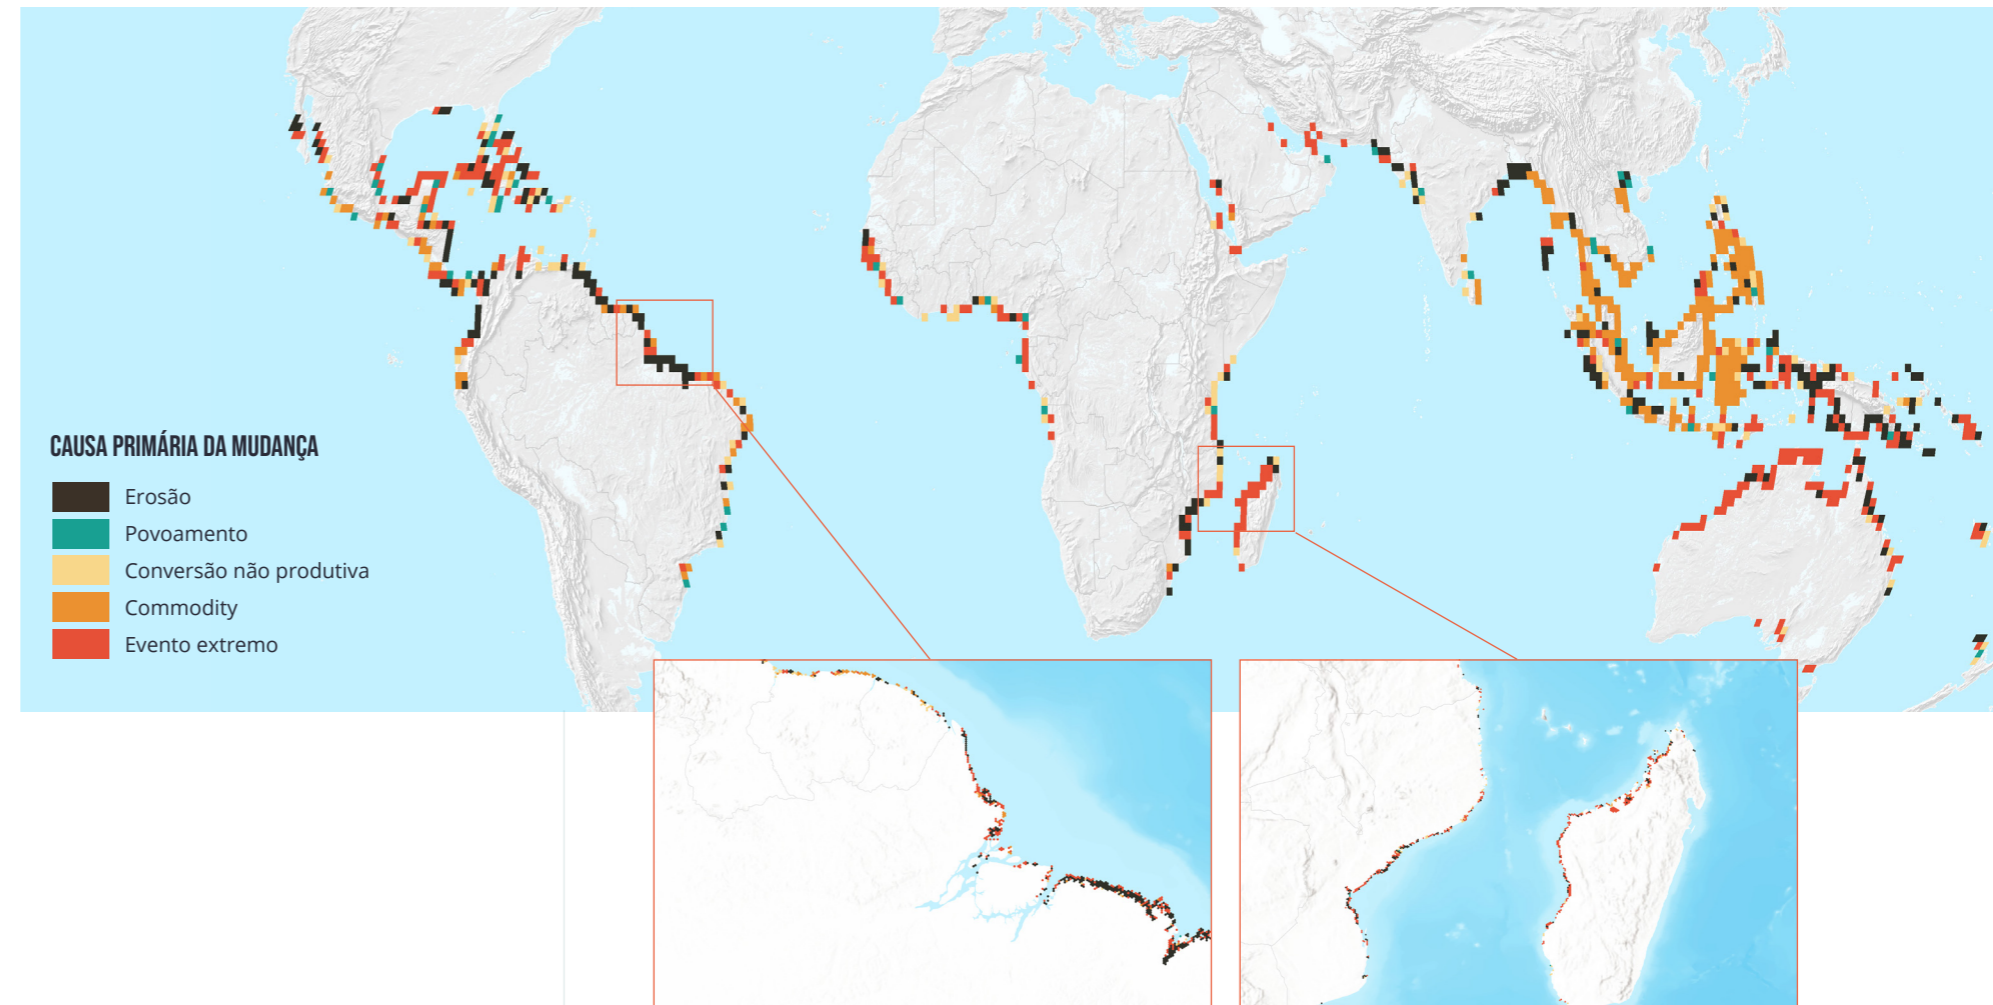 CAUSA PRIMÁRIA DA MUDANÇA
Erosão
Povoamento
Conversão não produtiva
Commodity
Evento extremo